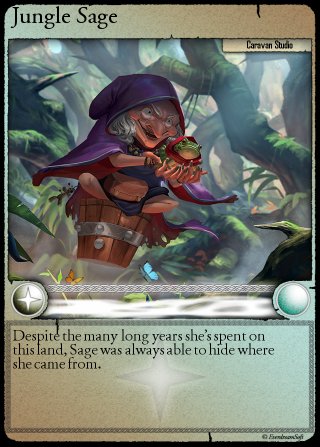 Jungle Sage
Caravan Studio
Despite the many long years she's spent on
this land, Sage was always able to hide where
she came from.
© EverdreamSoft